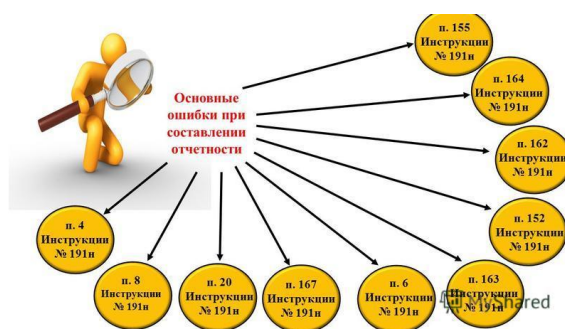 Основные
ошибки при
составлении
отчетности
п. 155
Инструкции
№ 191н
п. 164
Инструкции
№ 191н
п. 162
Инструкции
№ 191н
п. 152
Инструкции
№ 191н
п. 163
Инструкции
№ 191н
п. 6
Инструкции
№ 191н
п. 167
Инструкции
№ 191н
п. 20
Инструкции
№ 191н
п. 8
Инструкции
№ 191н
п. 4
Инструкции
№ 191н
MyShared